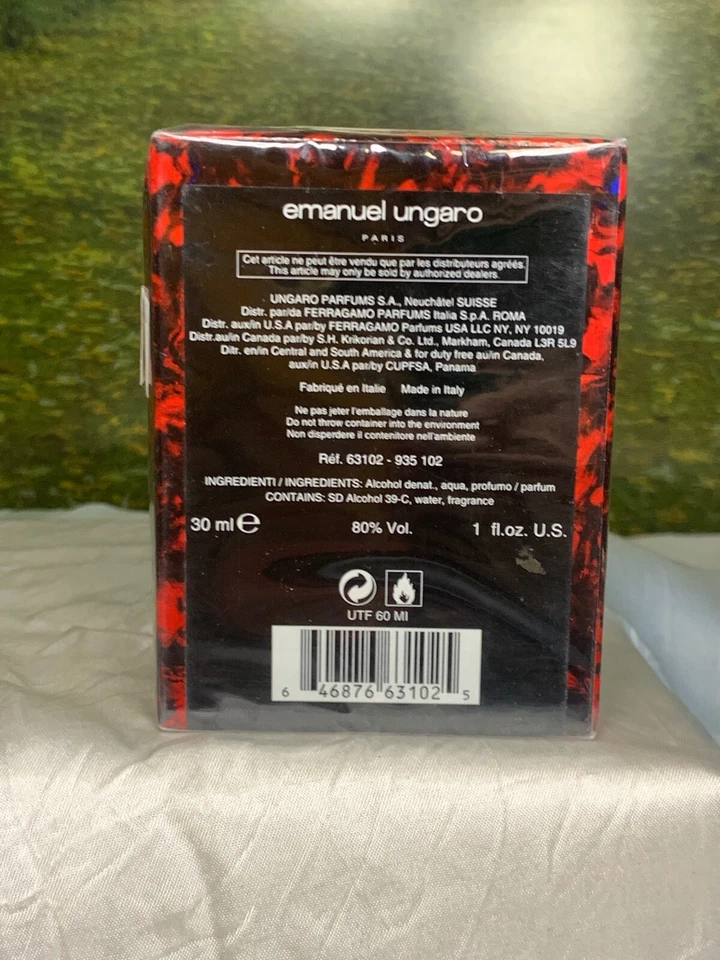 emanuel ungaro
PARIS
Cet article ne peut être vendu que par les distributeurs agréés.
This article may only be sold by authorized dealers.
UNGARO PARFUMS S.A., Neuchâtel SUISSE
Distr. par/da FERRAGAMO PARFUMS Italia S.p.A. ROMA
Distr. aux/in U.S.A par/by FERRAGAMO Parfums USA LLC NY, NY 10019
Distr.au/in Canada par/by S.H. Krikorian & Co. Ltd., Markham, Canada L3R 5L9
Ditr. en/in Central and South America & for duty free au/in Canada,
aux/in U.S.A par/by CUPFSA, Panama
Fabriqué en Italie Made in Italy
Ne pas jeter l'emballage dans la nature
Do not throw container into the environment
Non disperdere il contenitore nell'ambiente
Réf. 63102 - 935 102
INGREDIENTI / INGREDIENTS: Alcohol denat., aqua, profumo / parfum
CONTAINS: SD Alcohol 39-C, water, fragrance
30 ml e 80% Vol. 1 fl.oz. U.S.
UTF 60 MI
6 46876 63102 5